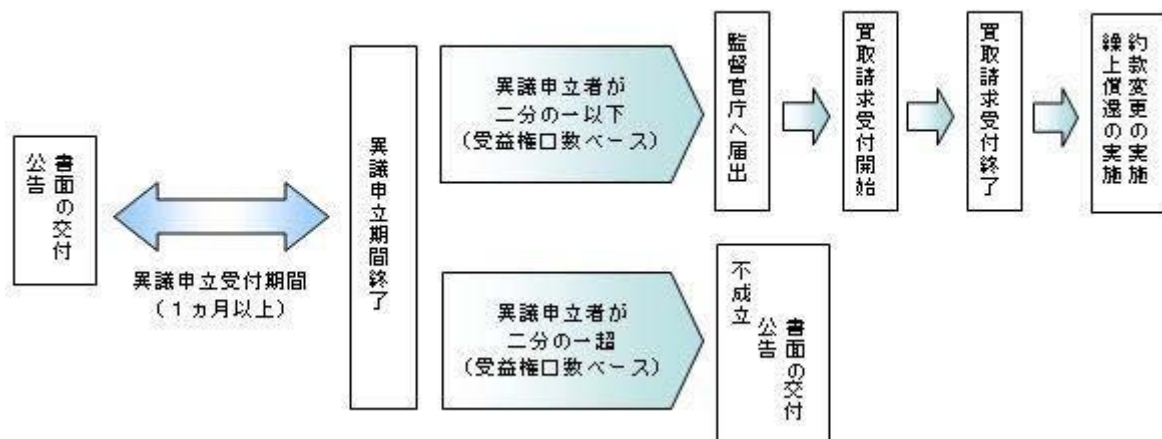 書面の交付
公告
異議申立受付期間
（１ヵ月以上）
異議申立期間終了
異議申立者が
二分の一以下
（受益権口数ベース）
監督官庁へ届出
買取請求受付開始
買取請求受付終了
約款変更の実施
繰上償還の実施
異議申立者が
二分の一超
（受益権口数ベース）
不成立
書面の交付
公告